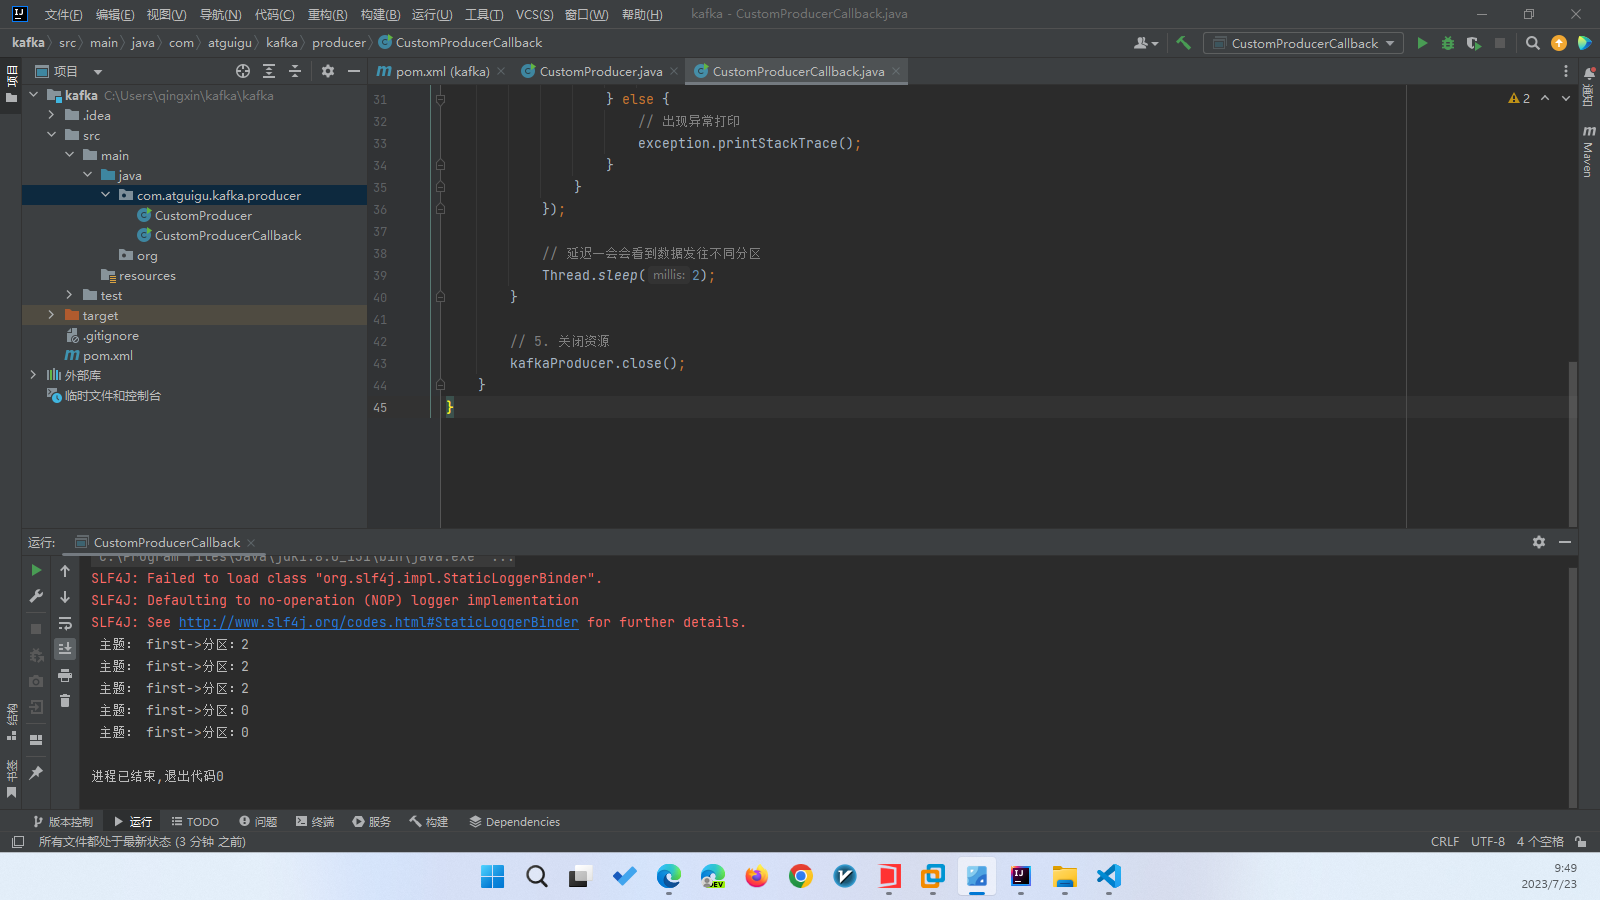 文件(F) 编辑(E) 视图(V) 导航(N) 代码(C) 重构(R) 构建(B) 运行(U) 工具(T) VCS(S) 窗口(W) 帮助(H) kafka - CustomProducerCallback.java
kafka src main java com atguigu kafka producer CustomProducerCallback
CustomProducerCallback
项目
项目
pom.xml (kafka)
CustomProducer.java
CustomProducerCallback.java
通知
Maven
kafka C:\Users\qingxin\kafka\kafka
.idea
src
main
java
com.atguigu.kafka.producer
CustomProducer
CustomProducerCallback
org
resources
test
target
.gitignore
pom.xml
外部库
临时文件和控制台
2
31 } else {
32 // 出现异常打印
33 exception.printStackTrace();
34 }
35 }
36 });
37
38 // 延迟一会会看到数据发往不同分区
39 Thread.sleep( millis: 2);
40 }
41
42 // 5. 关闭资源
43 kafkaProducer.close();
44 }
45 }
运行: CustomProducerCallback
"C:\Program Files\Java\jdk1.8.0_131\bin\java.exe" ...
SLF4J: Failed to load class "org.slf4j.impl.StaticLoggerBinder".
SLF4J: Defaulting to no-operation (NOP) logger implementation
SLF4J: See http://www.slf4j.org/codes.html#StaticLoggerBinder for further details.
主题： first->分区：2
主题： first->分区：2
主题： first->分区：2
主题： first->分区：0
主题： first->分区：0
进程已结束,退出代码0
结构
书签
版本控制 运行 TODO 问题 终端 服务 构建 Dependencies
所有文件都处于最新状态 (3 分钟 之前)
CRLF UTF-8 4 个空格
DEV
9:49
2023/7/23